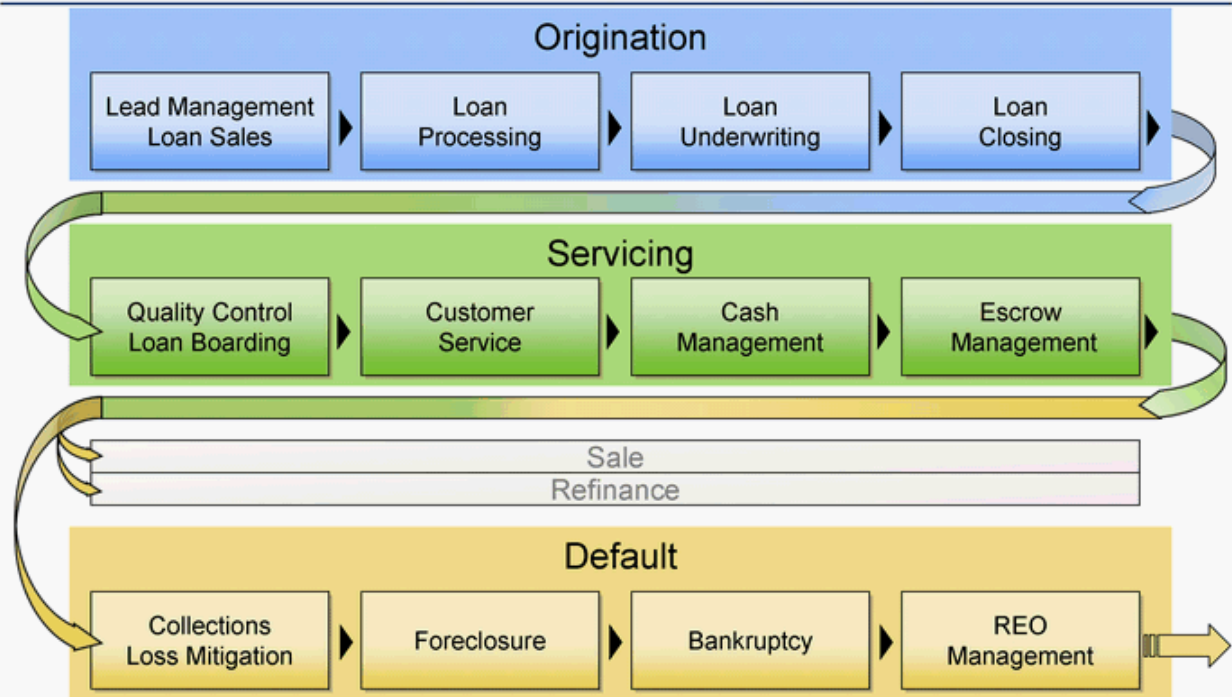 Origination
Lead Management
Loan Sales
Loan
Processing
Loan
Underwriting
Loan
Closing
Servicing
Quality Control
Loan Boarding
Customer
Service
Cash
Management
Escrow
Management
Sale
Refinance
Default
Collections
Loss Mitigation
Foreclosure
Bankruptcy
REO
Management